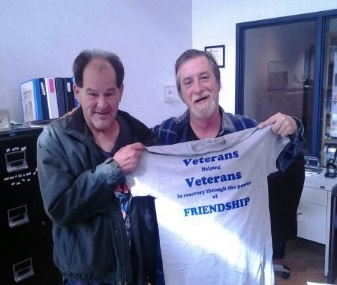 Veterans
Helping
Veterans
in recovery through the power
of
FRIENDSHIP